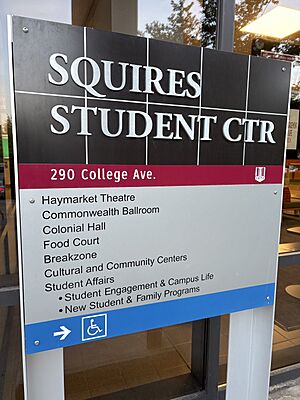 SQUIRES
STUDENT CTR
290 College Ave.
Haymarket Theatre
Commonwealth Ballroom
Colonial Hall
Food Court
Breakzone
Cultural and Community Centers
Student Affairs
• Student Engagement & Campus Life
• New Student & Family Programs